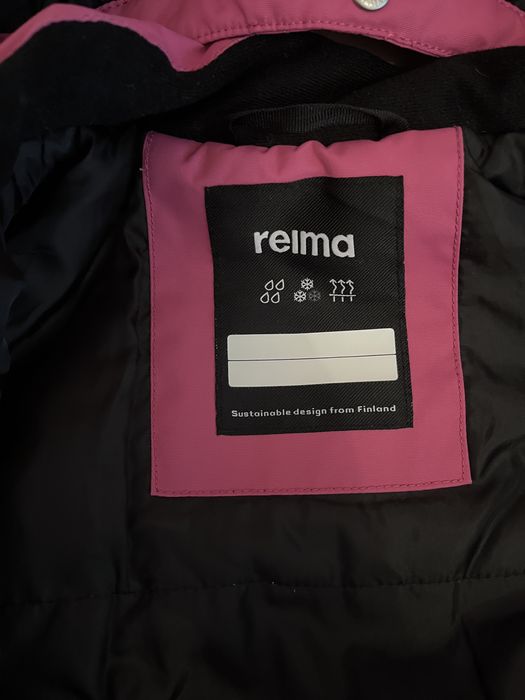 reima
Sustainable design from Finland